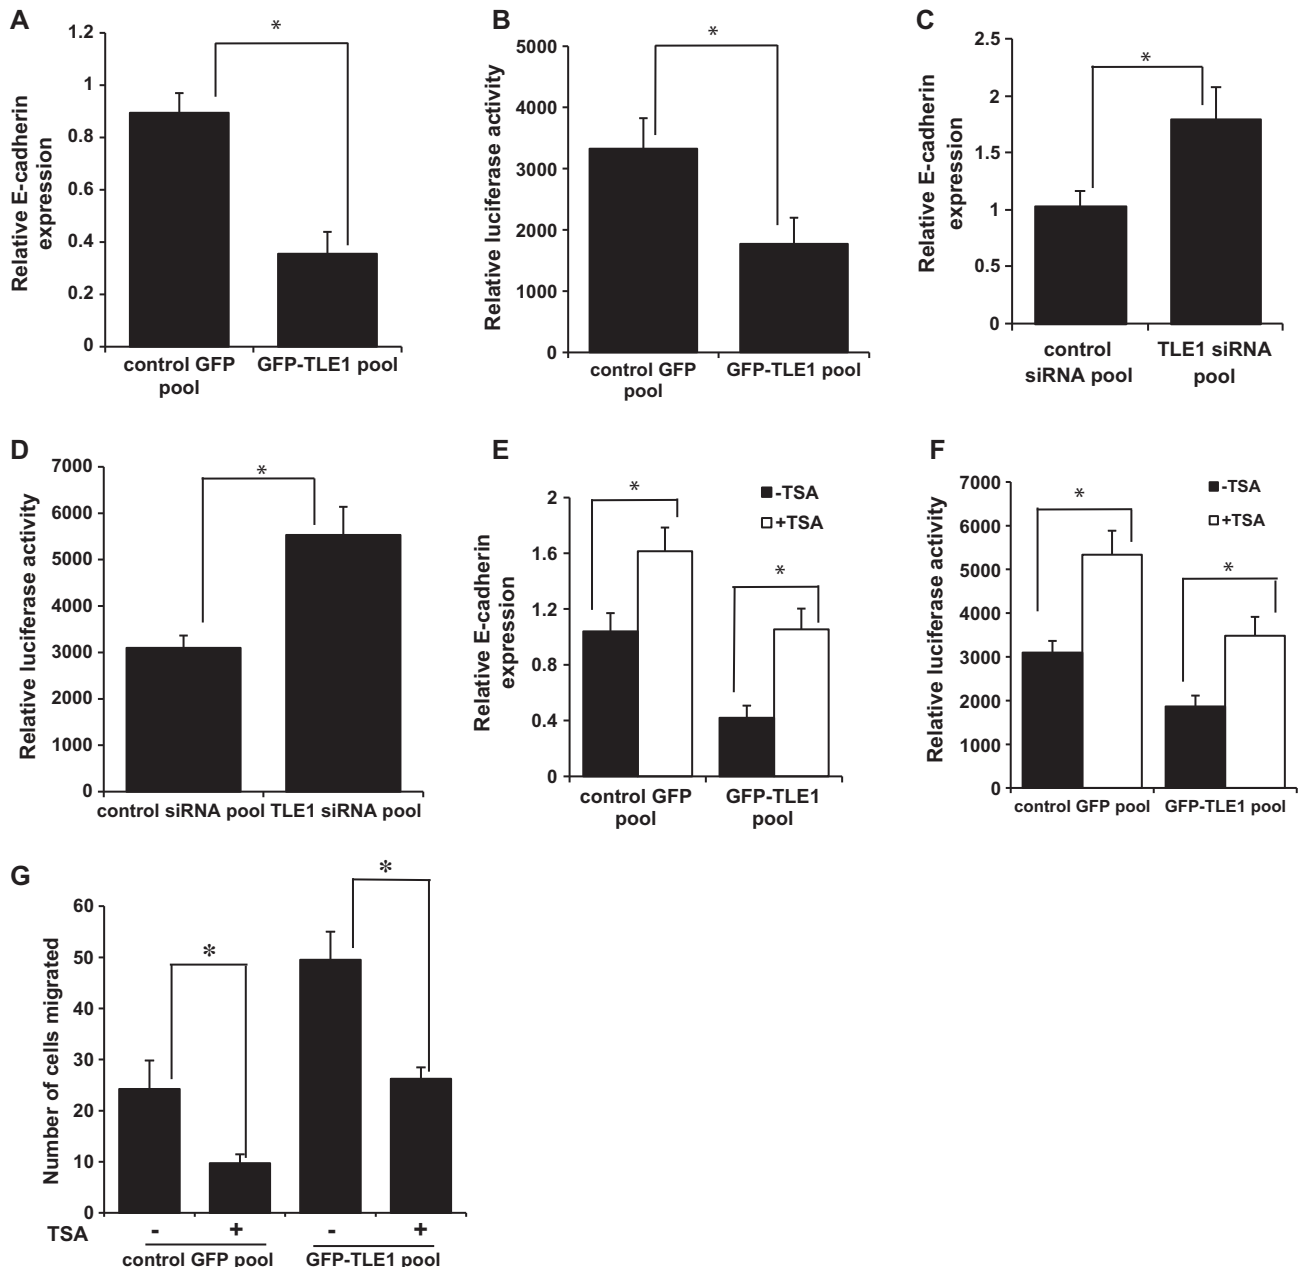 A
Relative E-cadherin
expression
1.2
1
0.8
0.6
0.4
0.2
0
*
control GFP
pool
GFP-TLE1 pool
B
Relative luciferase activity
5000
4000
3000
2000
1000
0
*
control GFP
pool
GFP-TLE1 pool
C
Relative E-cadherin
expression
2.5
2
1.5
1
0.5
0
*
control
siRNA pool
TLE1 siRNA
pool
D
Relative luciferase activity
7000
6000
5000
4000
3000
2000
1000
0
*
control siRNA pool
TLE1 siRNA pool
E
Relative E-cadherin
expression
2
1.6
1.2
0.8
0.4
0
-TSA
+TSA
*
*
control GFP
pool
GFP-TLE1
pool
F
Relative luciferase activity
7000
6000
5000
4000
3000
2000
1000
0
-TSA
+TSA
*
*
control GFP pool
GFP-TLE1 pool
G
Number of cells migrated
60
50
40
30
20
10
0
*
*
TSA - + - +
control GFP pool
GFP-TLE1 pool